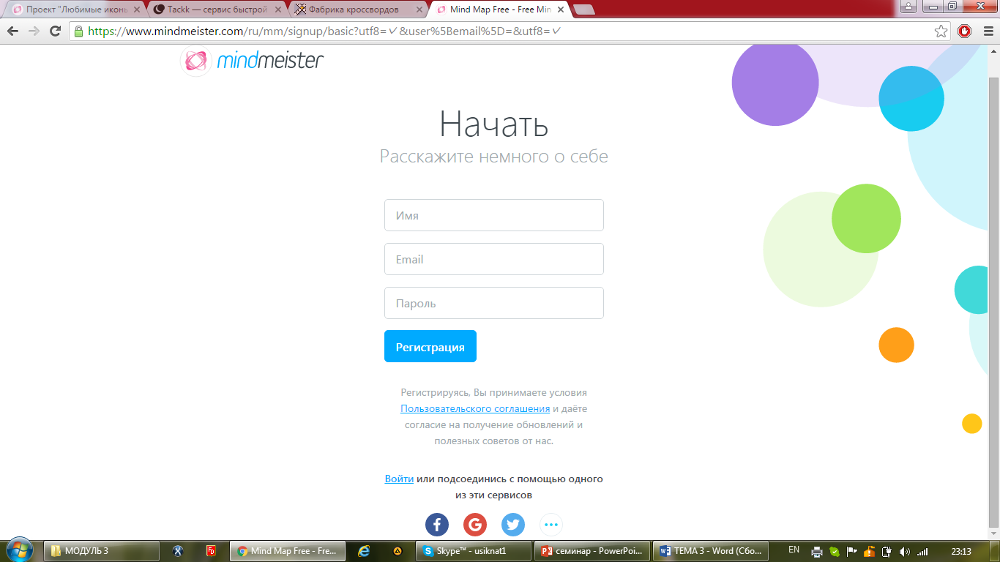 Проект "Любимые иконы
Tackk — сервис быстрой
Фабрика кроссвордов
Mind Map Free - Free Min
https://www.mindmeister.com/ru/mm/signup/basic?utf8=✓&user%5Bemail%5D=&utf8=✓
mindmeister
Начать
Расскажите немного о себе
Имя
Email
Пароль
Регистрация
Регистрируясь, Вы принимаете условия
Пользовательского соглашения и даёте
согласие на получение обновлений и
полезных советов от нас.
Войти или подсоединись с помощью одного
из эти сервисов
МОДУЛЬ 3
Mind Map Free - Fre...
Skype™ - usiknat1
семинар - PowerPoi...
ТЕМА 3 - Word (Сбо...
EN
23:13